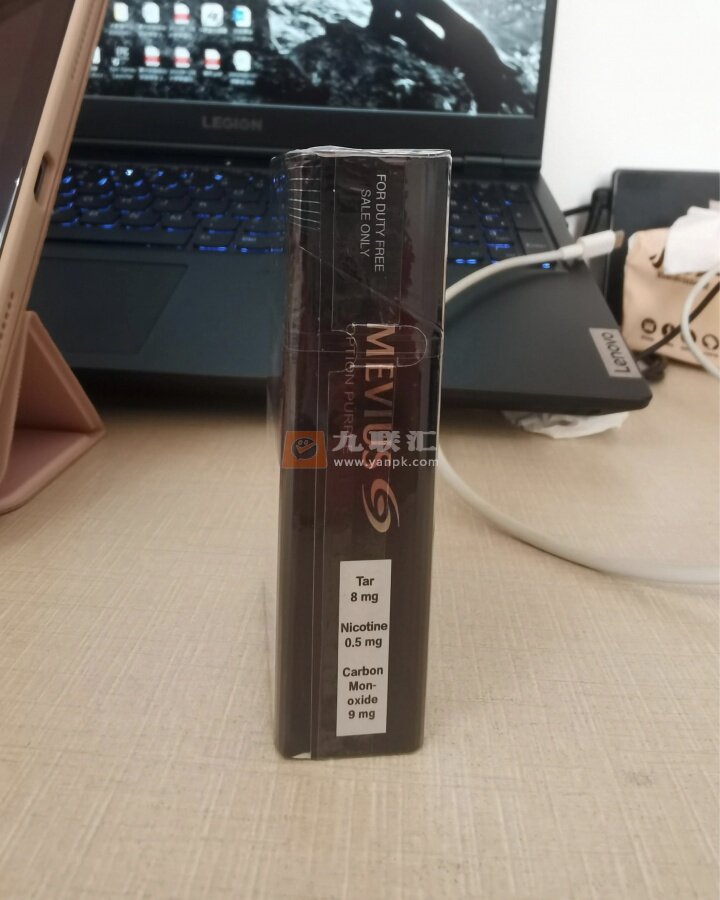 LEGION
FOR DUTY FREE
SALE ONLY
MEVIUS
OPTION PURPLE
九联汇
www.yanpk.com
Lenovo
Tar
8 mg
Nicotine
0.5 mg
Carbon
Mon-
oxide
9 mg